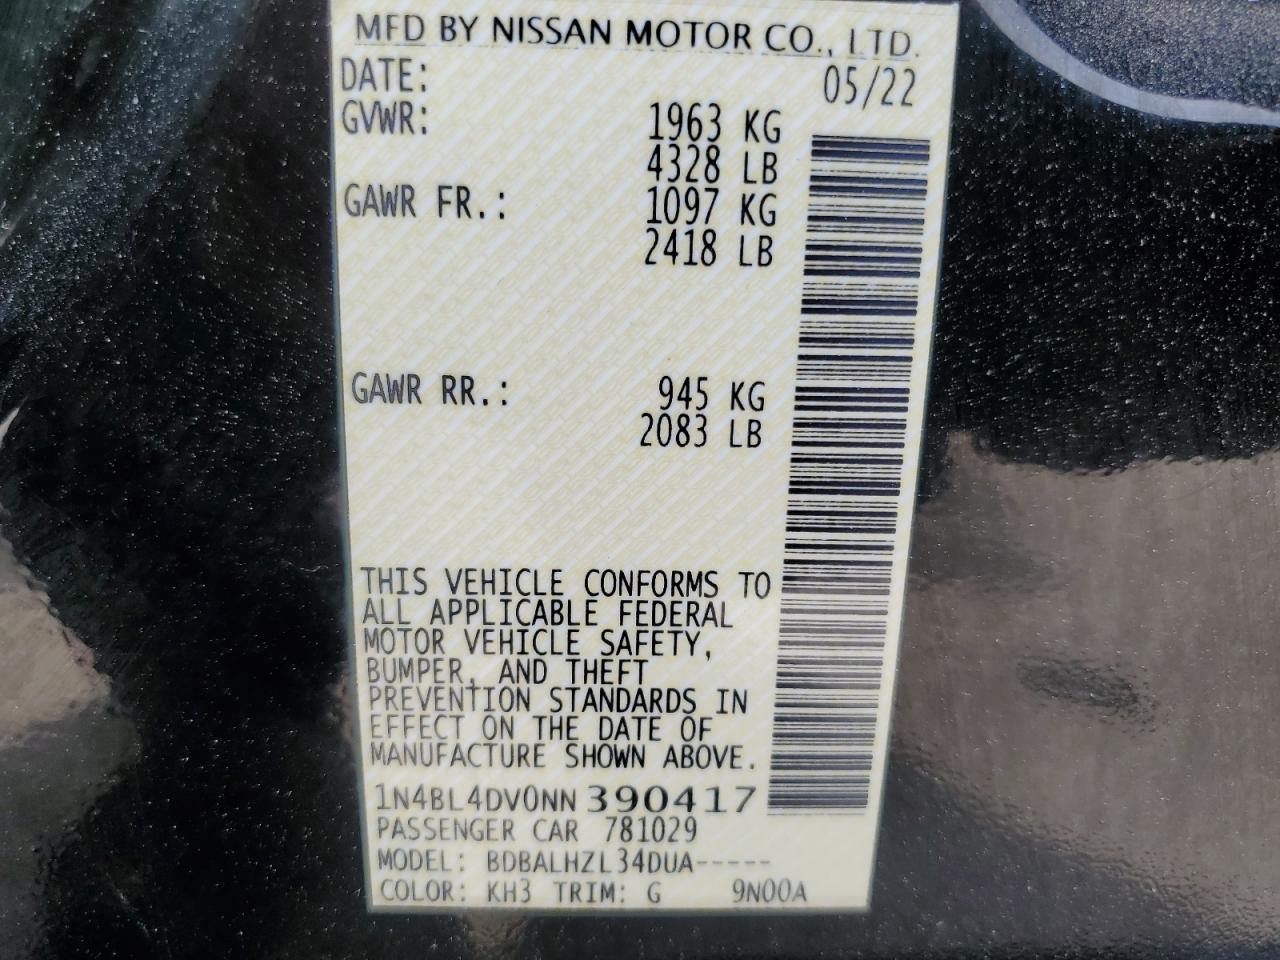 MFD BY NISSAN MOTOR CO., LTD.
DATE: 05/22
GVWR: 1963 KG
4328 LB
GAWR FR.: 1097 KG
2418 LB
GAWR RR.: 945 KG
2083 LB
THIS VEHICLE CONFORMS TO
ALL APPLICABLE FEDERAL
MOTOR VEHICLE SAFETY,
BUMPER, AND THEFT
PREVENTION STANDARDS IN
EFFECT ON THE DATE OF
MANUFACTURE SHOWN ABOVE.
1N4BL4DV0NN390417
PASSENGER CAR 781029
MODEL: BDBALHZL34DUA-----
COLOR: KH3 TRIM: G 9N00A